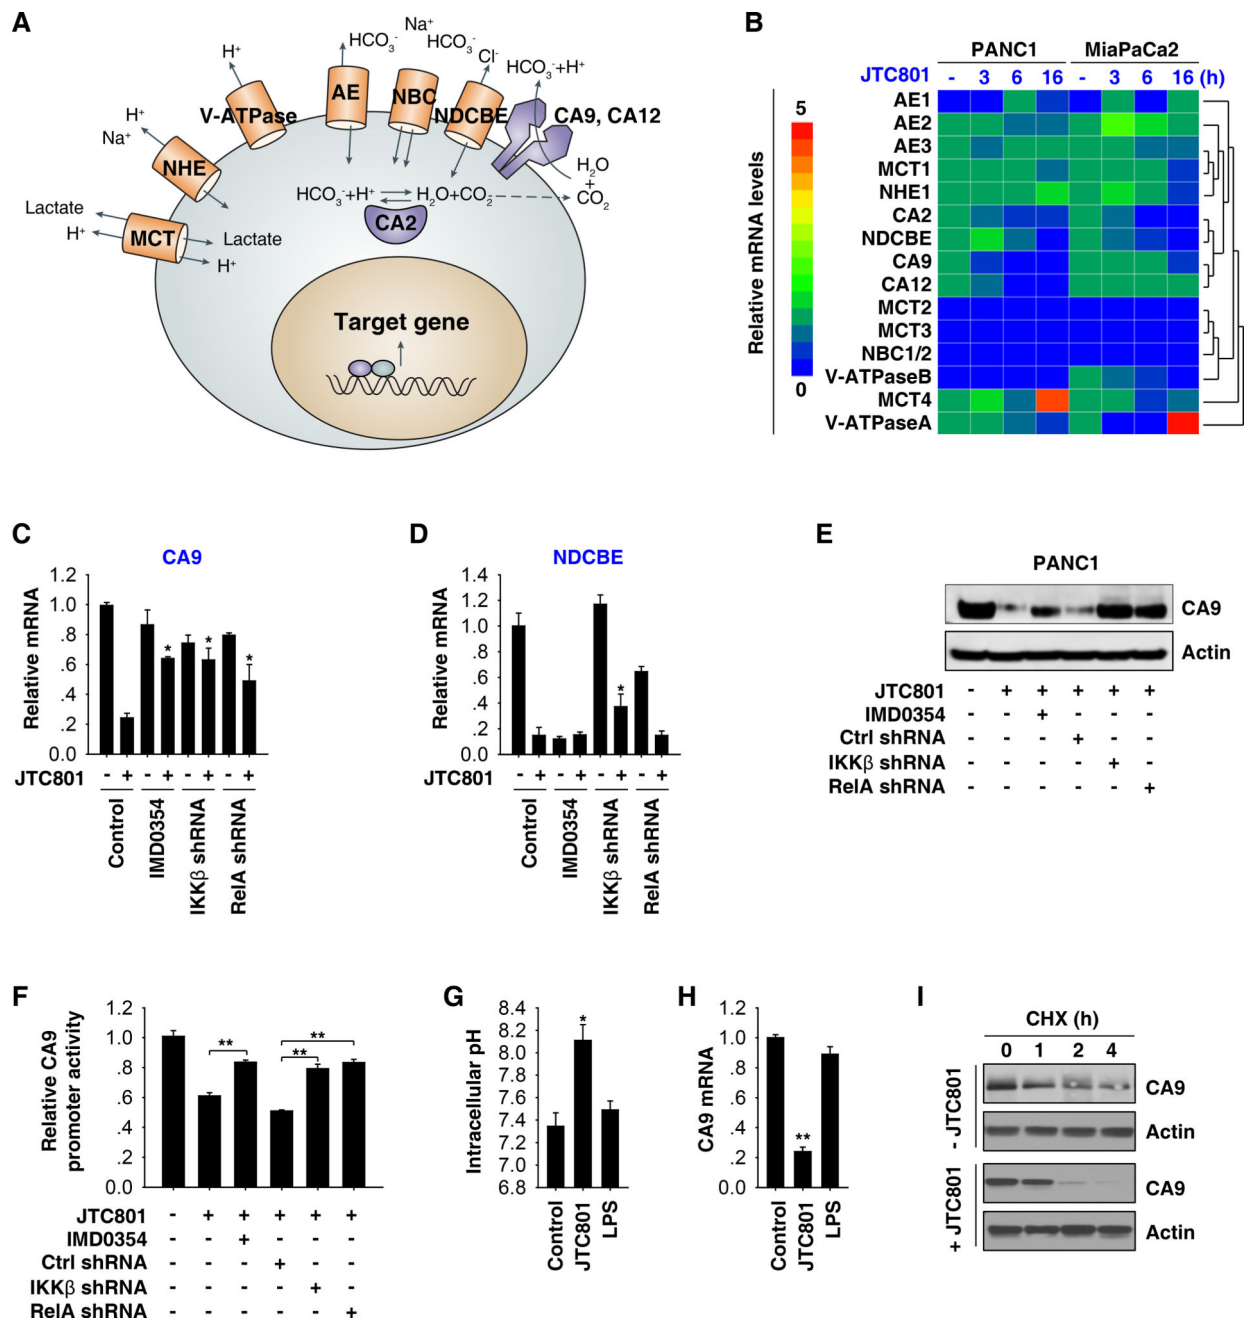 A
H+
V-ATPase
AE
HCO3-
Na+
HCO3-
NBC
Cl-
NDCBE
HCO3-+H+
CA9, CA12
H+
Na+
NHE
Lactate
H+
MCT
Lactate
H+
HCO3-+H+
H2O+CO2
H2O
+
CO2
CA2
Target gene
B
PANC1 MiaPaCa2
JTC801 - 3 6 16 - 3 6 16 (h)
Relative mRNA levels
5
0
AE1
AE2
AE3
MCT1
NHE1
CA2
NDCBE
CA9
CA12
MCT2
MCT3
NBC1/2
V-ATPaseB
MCT4
V-ATPaseA
C
CA9
Relative mRNA
1.2
1.0
.8
.6
.4
.2
0.0
* * *
JTC801 - + - + - + - +
Control
IMD0354
IKKβ shRNA
RelA shRNA
D
NDCBE
Relative mRNA
1.4
1.2
1.0
.8
.6
.4
.2
0.0
*
JTC801 - + - + - + - +
Control
IMD0354
IKKβ shRNA
RelA shRNA
E
PANC1
CA9
Actin
JTC801 - + + + + +
IMD0354 - - + - - -
Ctrl shRNA - - - + - -
IKKβ shRNA - - - - + -
RelA shRNA - - - - - +
F
Relative CA9
promoter activity
1.2
1.0
.8
.6
.4
.2
0.0
** ** **
JTC801 - + + + + +
IMD0354 - - + - - -
Ctrl shRNA - - - + - -
IKKβ shRNA - - - - + -
RelA shRNA - - - - - +
G
Intracellular pH
8.4
8.2
8.0
7.8
7.6
7.4
7.2
7.0
6.8
*
Control
JTC801
LPS
H
CA9 mRNA
1.2
1.0
.8
.6
.4
.2
0.0
**
Control
JTC801
LPS
I
CHX (h)
0 1 2 4
- JTC801
CA9
Actin
+ JTC801
CA9
Actin